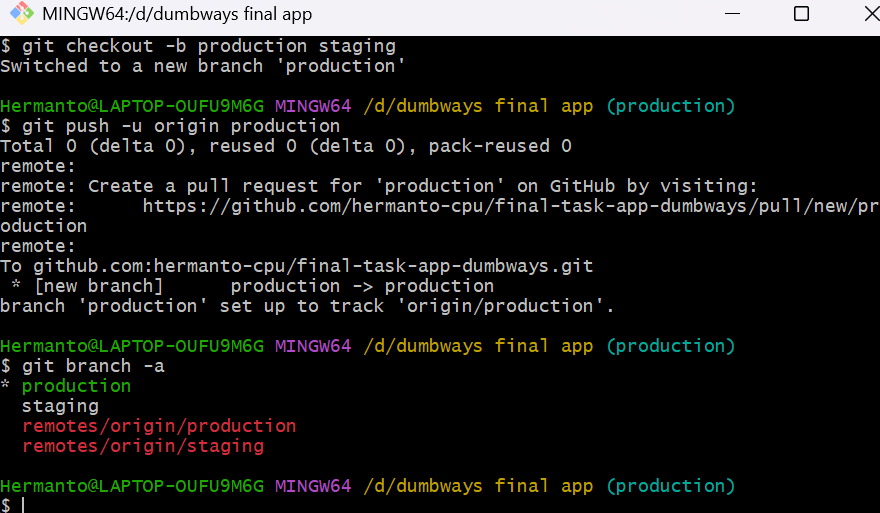 MINGW64:/d/dumbways final app
$ git checkout -b production staging
Switched to a new branch 'production'
Hermanto@LAPTOP-OUFU9M6G MINGW64 /d/dumbways final app (production)
$ git push -u origin production
Total 0 (delta 0), reused 0 (delta 0), pack-reused 0
remote:
remote: Create a pull request for 'production' on GitHub by visiting:
remote:      https://github.com/hermanto-cpu/final-task-app-dumbways/pull/new/pr
oduction
remote:
To github.com:hermanto-cpu/final-task-app-dumbways.git
 * [new branch]      production -> production
branch 'production' set up to track 'origin/production'.
Hermanto@LAPTOP-OUFU9M6G MINGW64 /d/dumbways final app (production)
$ git branch -a
* production
  staging
  remotes/origin/production
  remotes/origin/staging
Hermanto@LAPTOP-OUFU9M6G MINGW64 /d/dumbways final app (production)
$